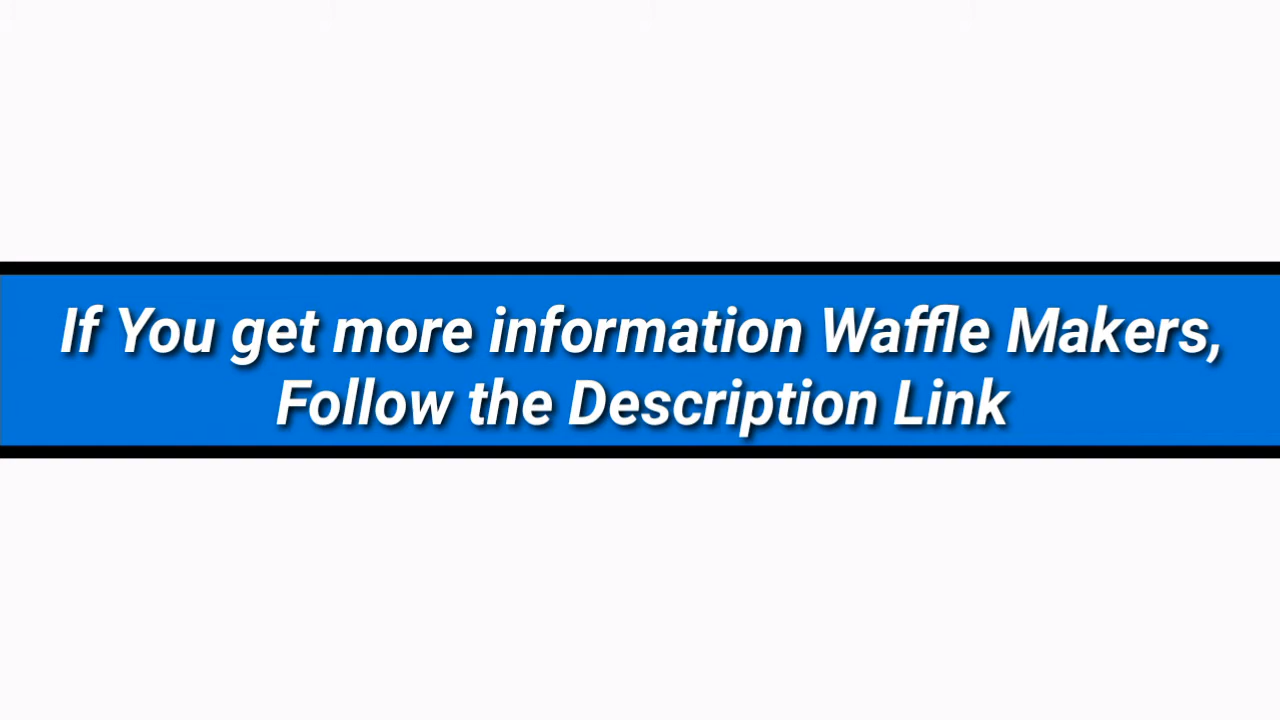 If You get more information Waffle Makers,
Follow the Description Link